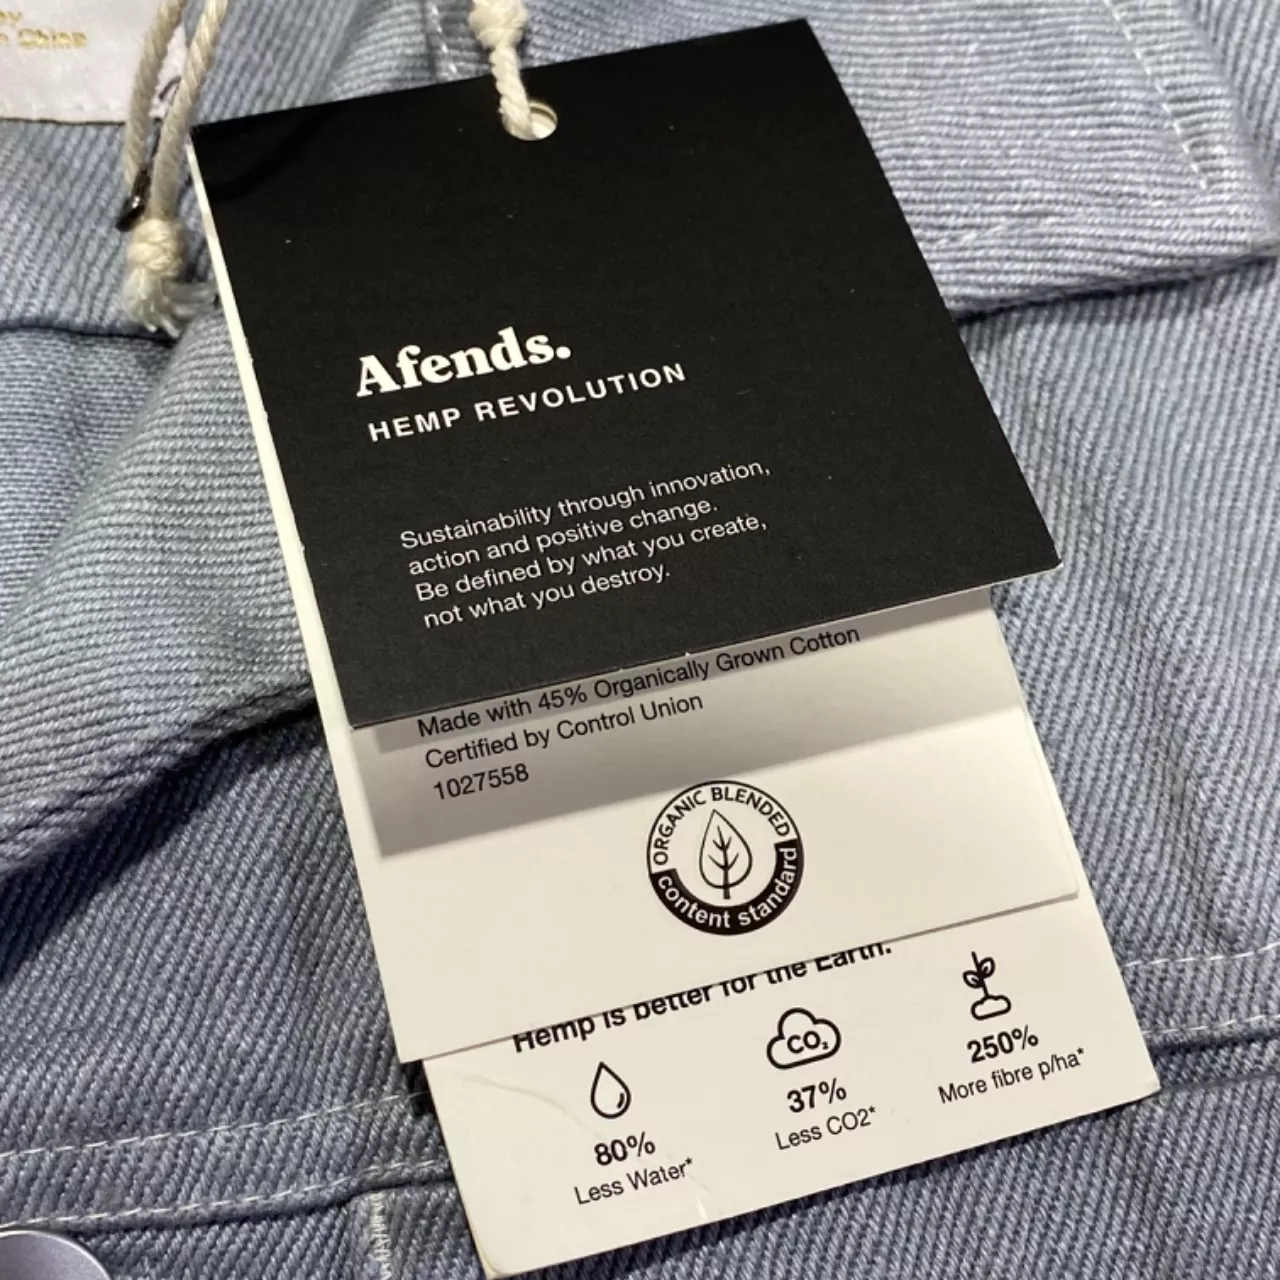 China
Afends.
HEMP REVOLUTION
Sustainability through innovation,
action and positive change.
Be defined by what you create,
not what you destroy.
Made with 45% Organically Grown Cotton
Certified by Control Union
1027558
ORGANIC BLENDED
content standard
Hemp is better for the Earth.
CO₂
80%
Less Water*
37%
Less CO2*
250%
More fibre p/ha*